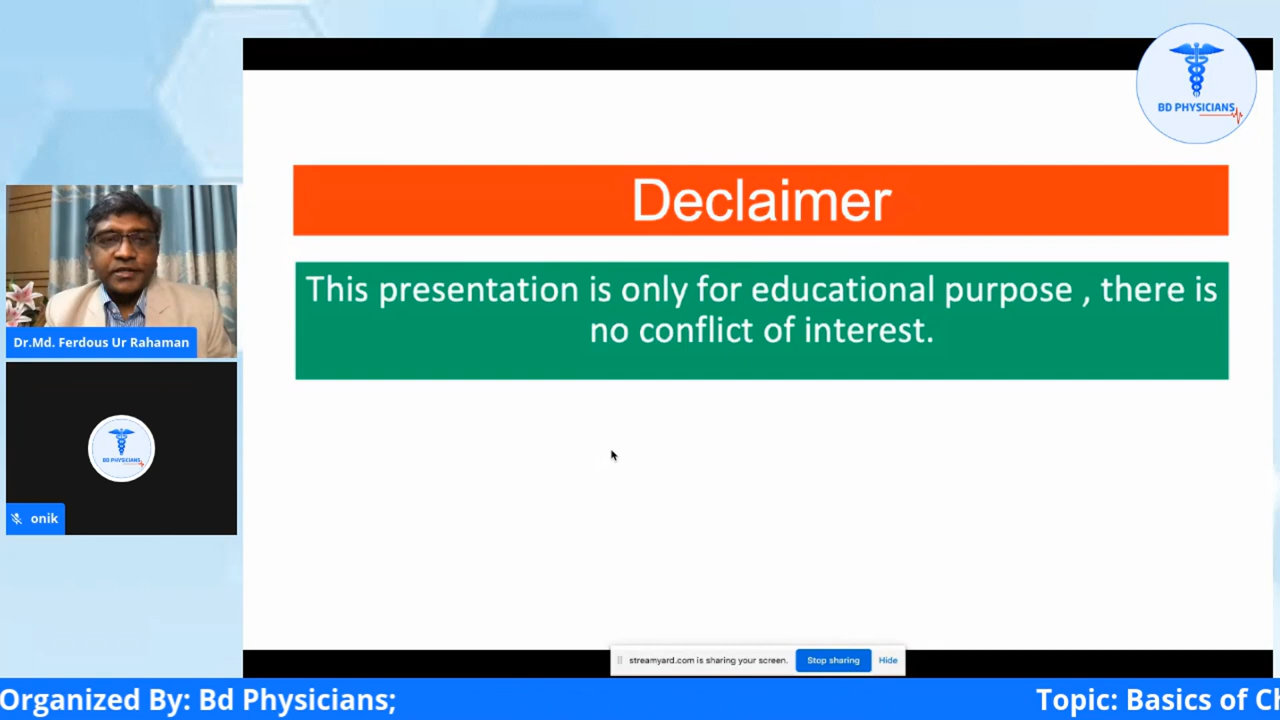 BD PHYSICIANS
Declaimer
This presentation is only for educational purpose , there is
no conflict of interest.
Dr.Md. Ferdous Ur Rahaman
BD PHYSICIANS
onik
streamyard.com is sharing your screen. Stop sharing Hide
Organized By: Bd Physicians; Topic: Basics of Ch